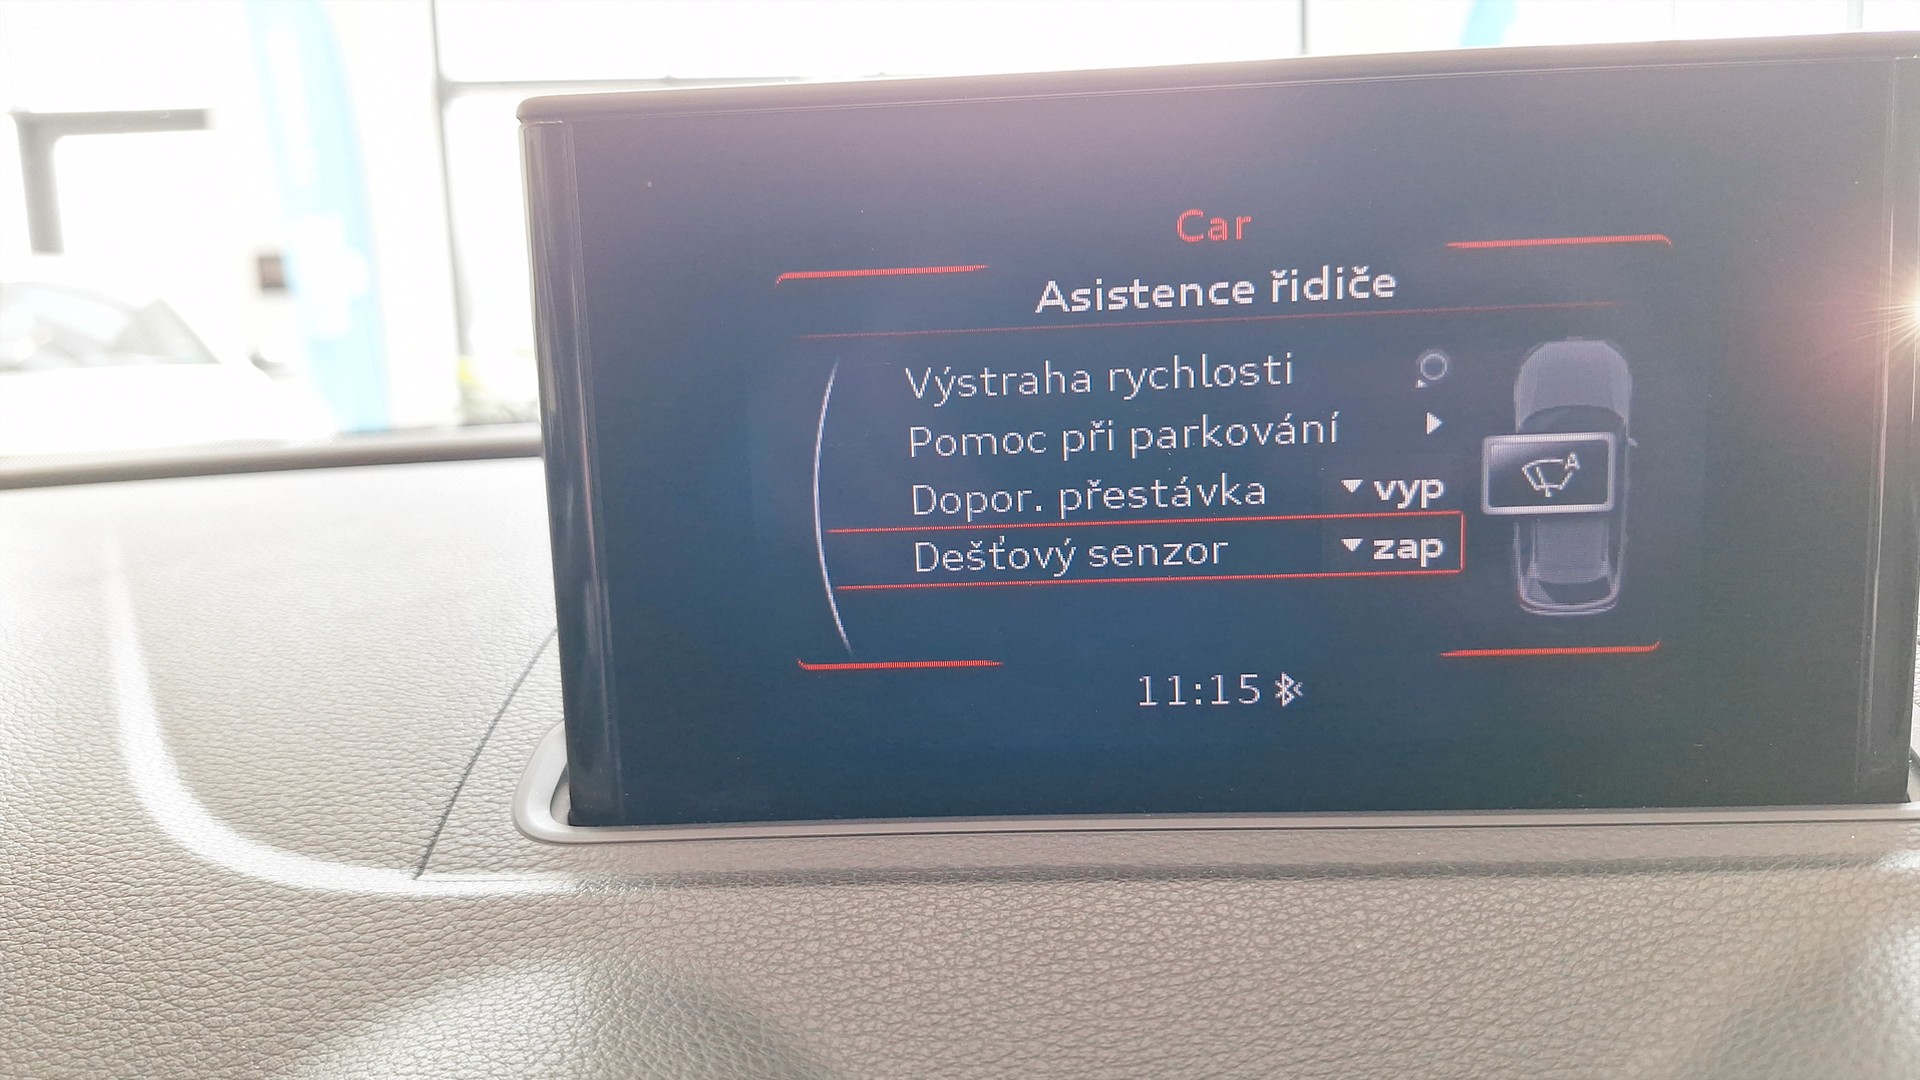 Car
Asistence řidiče
Výstraha rychlosti
Pomoc při parkování
Dopor. přestávka vyp
Dešťový senzor zap
A
11:15